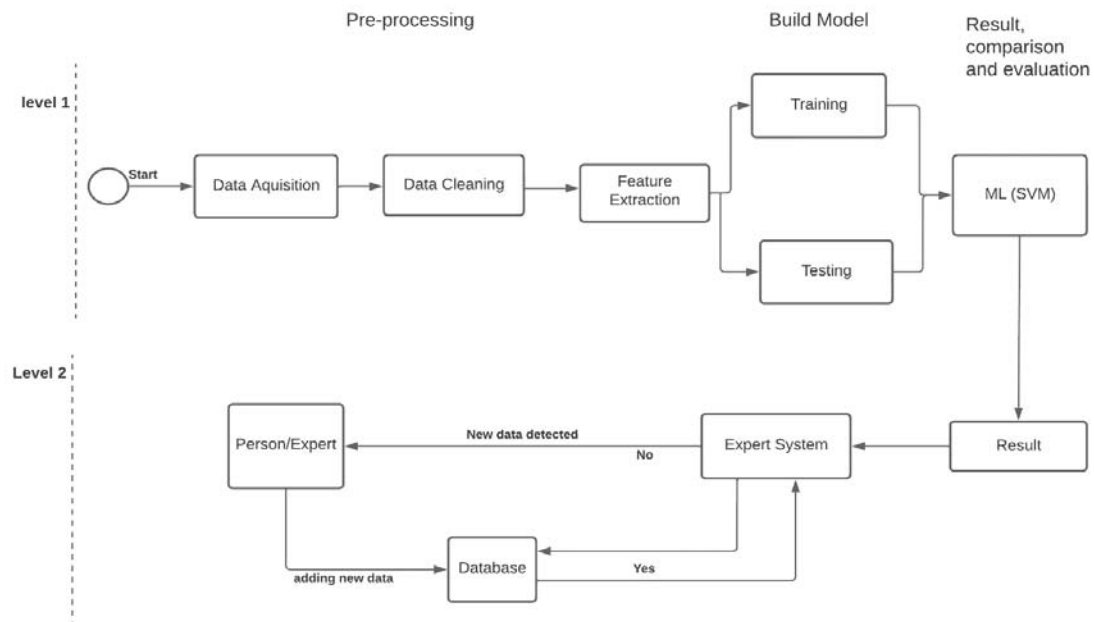 Pre-processing
Build Model
Result,
comparison
and evaluation
level 1
Training
Start
Data Aquisition
Data Cleaning
Feature
Extraction
ML (SVM)
Testing
Level 2
Person/Expert
New data detected
No
Expert System
Result
adding new data
Database
Yes